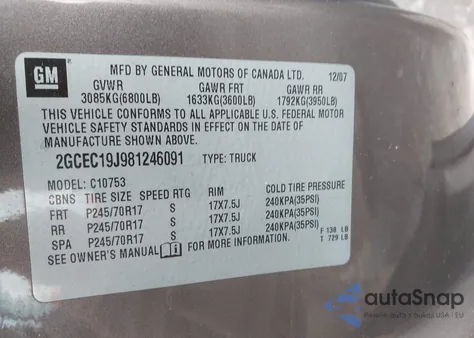 GM
MFD BY GENERAL MOTORS OF CANADA LTD. 12/07
GVWR GAWR FRT GAWR RR
3085KG(6800LB) 1633KG(3600LB) 1792KG(3950LB)
THIS VEHICLE CONFORMS TO ALL APPLICABLE U.S. FEDERAL MOTOR
VEHICLE SAFETY STANDARDS IN EFFECT ON THE DATE OF
MANUFACTURE SHOWN ABOVE.
2GCEC19J981246091 TYPE: TRUCK
MODEL: C10753
CBNS TIRE SIZE SPEED RTG RIM COLD TIRE PRESSURE
FRT P245/70R17 S 17X7.5J 240KPA(35PSI)
RR P245/70R17 S 17X7.5J 240KPA(35PSI)
SPA P245/70R17 S 17X7.5J 240KPA(35PSI)
SEE OWNER'S MANUAL FOR MORE INFORMATION.
F 138 LB
T 729 LB
autoSnap